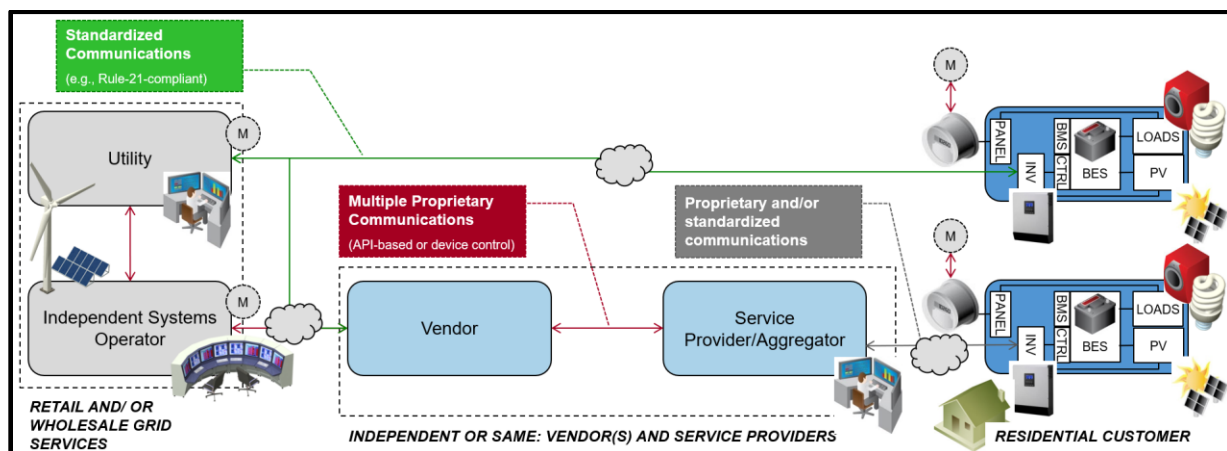 Standardized
Communications
(e.g., Rule-21-compliant)
M
Utility
M
Independent Systems
Operator
RETAIL AND/ OR
WHOLESALE GRID
SERVICES
Multiple Proprietary
Communications
(API-based or device control)
Proprietary and/or
standardized
communications
Vendor
Service
Provider/Aggregator
INDEPENDENT OR SAME: VENDOR(S) AND SERVICE PROVIDERS
M
PANEL
INV
BMS
CTRL
BES
LOADS
PV
M
PANEL
INV
BMS
CTRL
BES
LOADS
PV
RESIDENTIAL CUSTOMER